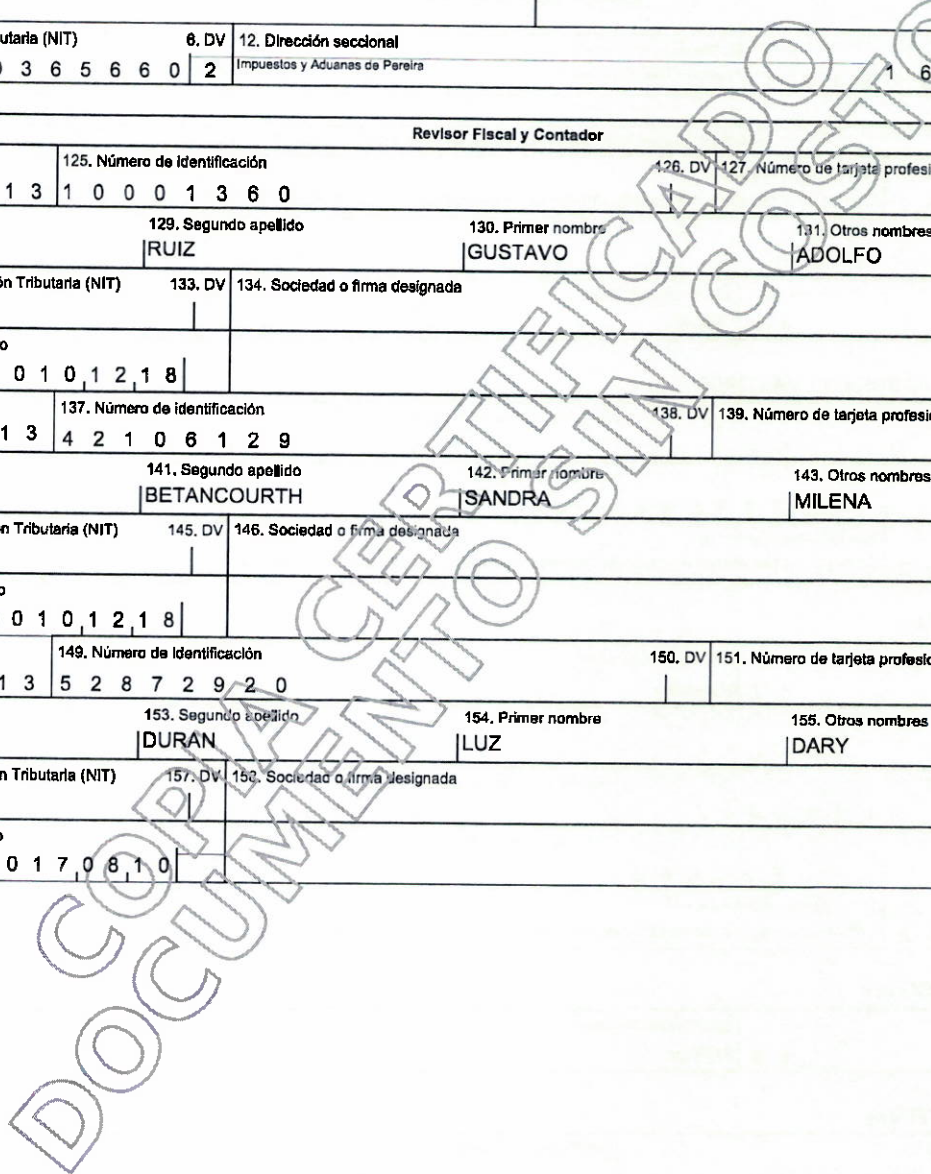 utaria (NIT) 6. DV 12. Dirección seccional
3 6 5 6 6 0 2 Impuestos y Aduanas de Pereira 1 6
Revisor Fiscal y Contador
125. Número de identificación 126. DV 127. Número de tarjeta profesi
1 3 1 0 0 0 1 3 6 0
129. Segundo apellido 130. Primer nombre 131. Otros nombres
RUIZ GUSTAVO ADOLFO
ón Tributaria (NIT) 133. DV 134. Sociedad o firma designada
o
0 1 0 1 2 1 8
137. Número de identificación 138. DV 139. Número de tarjeta profesi
1 3 4 2 1 0 6 1 2 9
141. Segundo apellido 142. Primer nombre 143. Otros nombres
BETANCOURTH SANDRA MILENA
n Tributaria (NIT) 145. DV 146. Sociedad o firma designada
o
0 1 0 1 2 1 8
149. Número de identificación 150. DV 151. Número de tarjeta profesio
1 3 5 2 8 7 2 9 2 0
153. Segundo apellido 154. Primer nombre 155. Otros nombres
DURAN LUZ DARY
n Tributaria (NIT) 157. DV 158. Sociedad o firma designada
o
0 1 7 0 8 1 0
COPIA CERTIFICADO
DOCUMENTO SIN COSTO